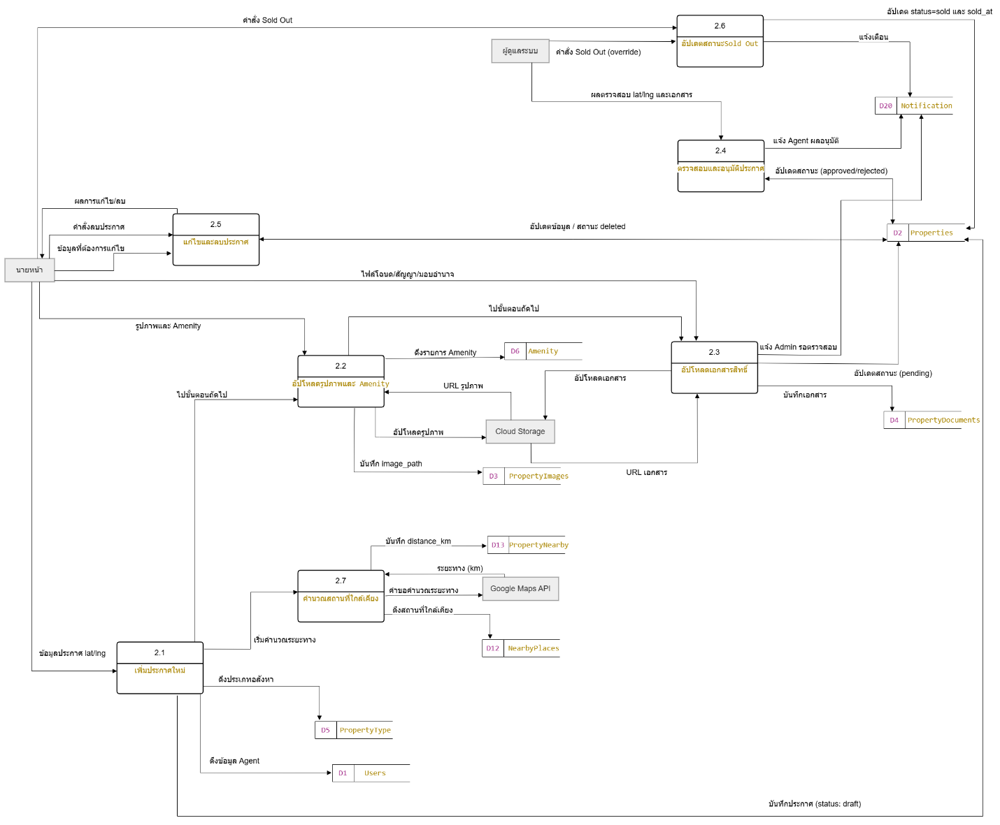 อัปเดต status=sold และ sold_at
คำสั่ง Sold Out
2.6
อัปเดตสถานะSold Out
แจ้งเตือน
ผู้ดูแลระบบ
คำสั่ง Sold Out (override)
ผลตรวจสอบ lat/lng และเอกสาร
D20 Notification
2.4
ตรวจสอบและอนุมัติประกาศ
แจ้ง Agent ผลอนุมัติ
อัปเดตสถานะ (approved/rejected)
ผลการแก้ไข/ลบ
2.5
แก้ไขและลบประกาศ
คำสั่งลบประกาศ
อัปเดตข้อมูล / สถานะ deleted
D2 Properties
ข้อมูลที่ต้องการแก้ไข
นายหน้า
ไฟล์โฉนด/สัญญา/มอบอำนาจ
ไปขั้นตอนถัดไป
รูปภาพและ Amenity
แจ้ง Admin รอตรวจสอบ
2.3
อัปโหลดเอกสารสิทธิ์
ดึงรายการ Amenity
D6 Amenity
2.2
อัปโหลดรูปภาพและ Amenity
อัปโหลดเอกสาร
อัปเดตสถานะ (pending)
URL รูปภาพ
ไปขั้นตอนถัดไป
บันทึกเอกสาร
D4 PropertyDocuments
อัปโหลดรูปภาพ
Cloud Storage
บันทึก image_path
URL เอกสาร
D3 PropertyImages
บันทึก distance_km
D13 PropertyNearby
ระยะทาง (km)
2.7
คำนวณสถานที่ใกล้เคียง
คำขอคำนวณระยะทาง
Google Maps API
ดึงสถานที่ใกล้เคียง
เริ่มคำนวณระยะทาง
D12 NearbyPlaces
ข้อมูลประกาศ lat/lng
2.1
เพิ่มประกาศใหม่
ดึงประเภทอสังหา
D5 PropertyType
ดึงข้อมูล Agent
D1 Users
บันทึกประกาศ (status: draft)